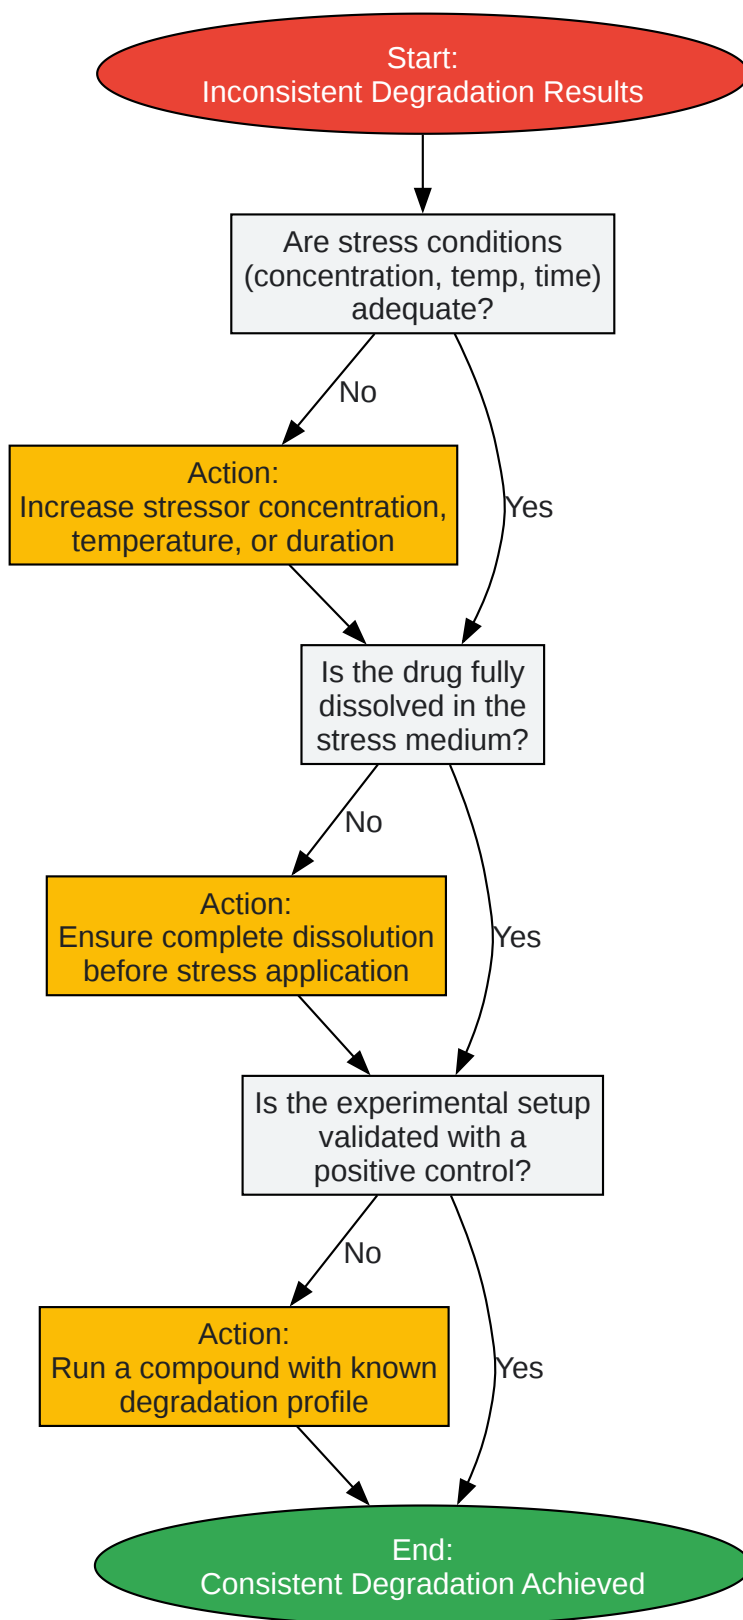 Start:
Inconsistent Degradation Results
Are stress conditions
(concentration, temp, time)
adequate?
No
Action:
Increase stressor concentration,
temperature, or duration
Yes
Is the drug fully
dissolved in the
stress medium?
No
Action:
Ensure complete dissolution
before stress application
Yes
Is the experimental setup
validated with a
positive control?
No
Action:
Run a compound with known
degradation profile
Yes
End:
Consistent Degradation Achieved